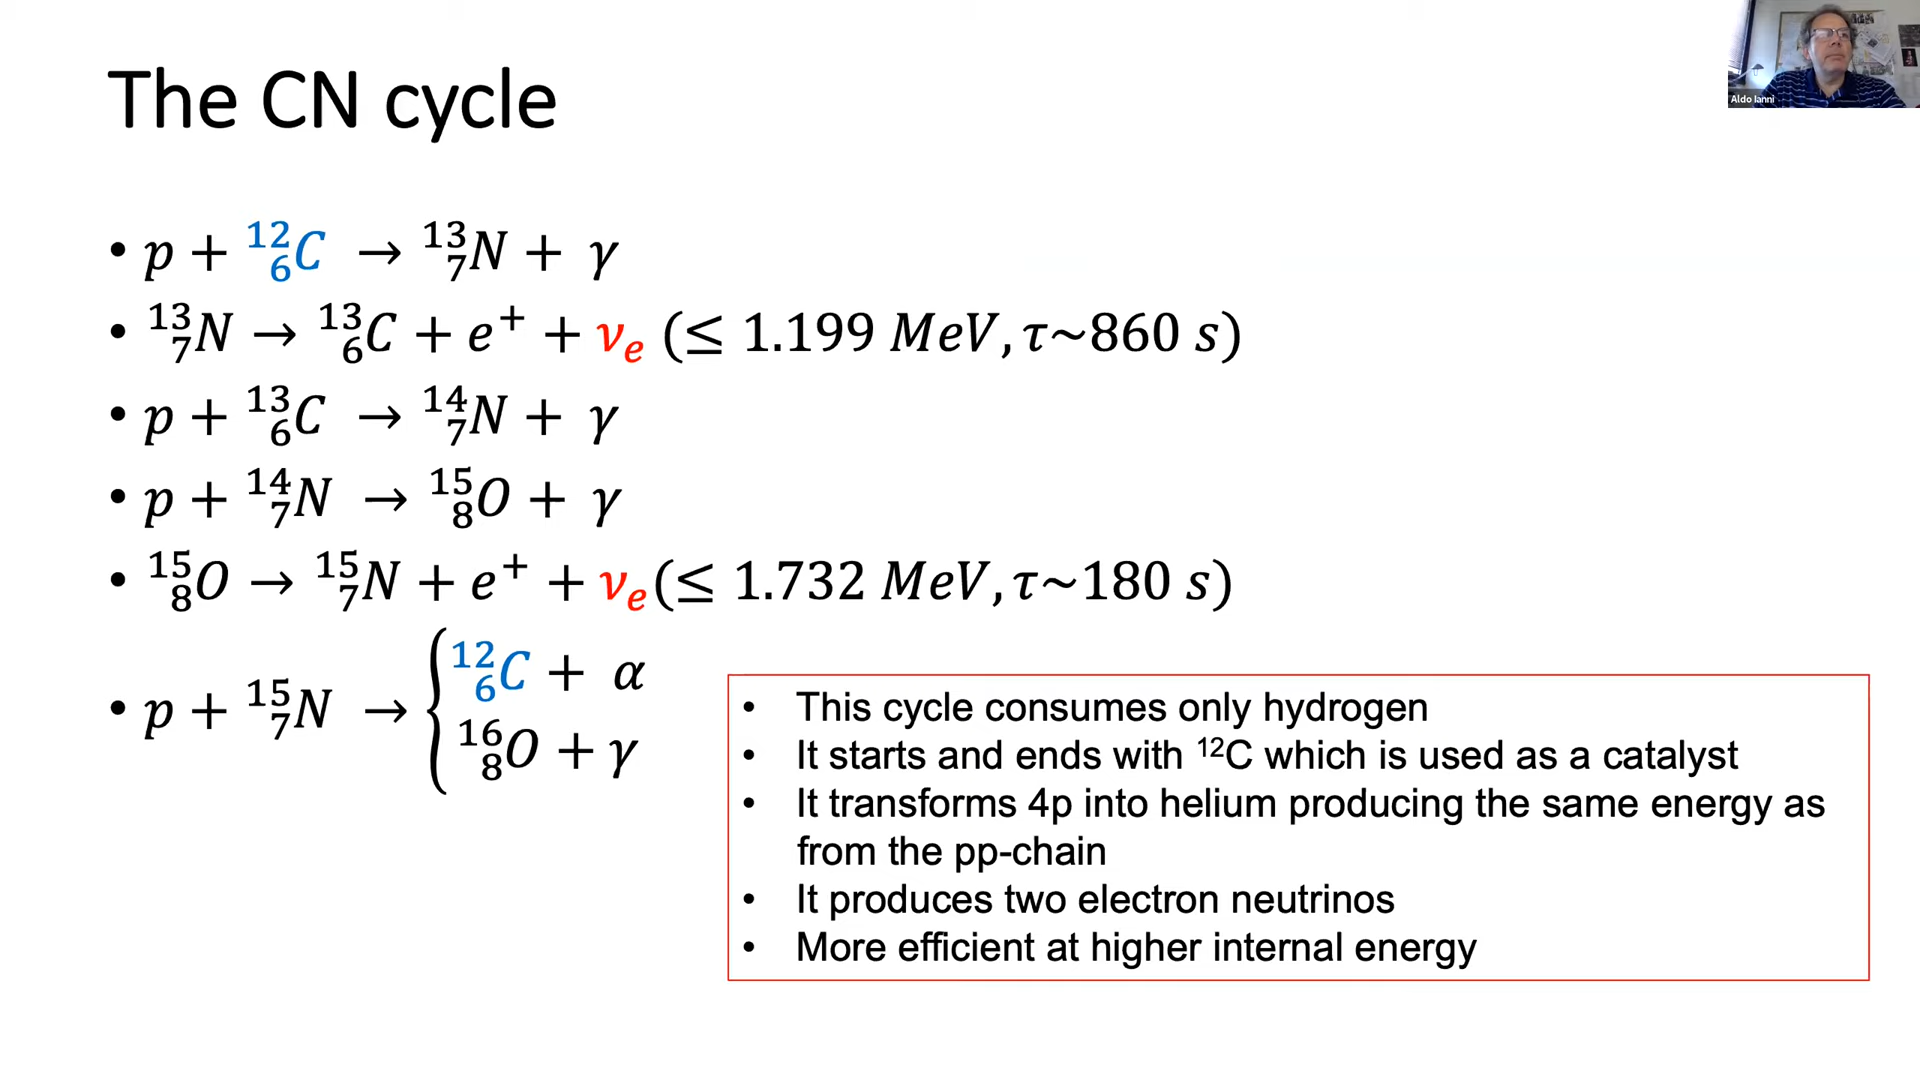 The CN cycle
Aldo Ianni
• p + ¹²₆C → ¹³₇N + γ
• ¹³₇N → ¹³₆C + e⁺ + νₑ (≤ 1.199 MeV, τ~860 s)
• p + ¹³₆C → ¹⁴₇N + γ
• p + ¹⁴₇N → ¹⁵₈O + γ
• ¹⁵₈O → ¹⁵₇N + e⁺ + νₑ(≤ 1.732 MeV, τ~180 s)
• p + ¹⁵₇N → { ¹²₆C + α
¹⁶₈O + γ
• This cycle consumes only hydrogen
• It starts and ends with ¹²C which is used as a catalyst
• It transforms 4p into helium producing the same energy as
from the pp-chain
• It produces two electron neutrinos
• More efficient at higher internal energy